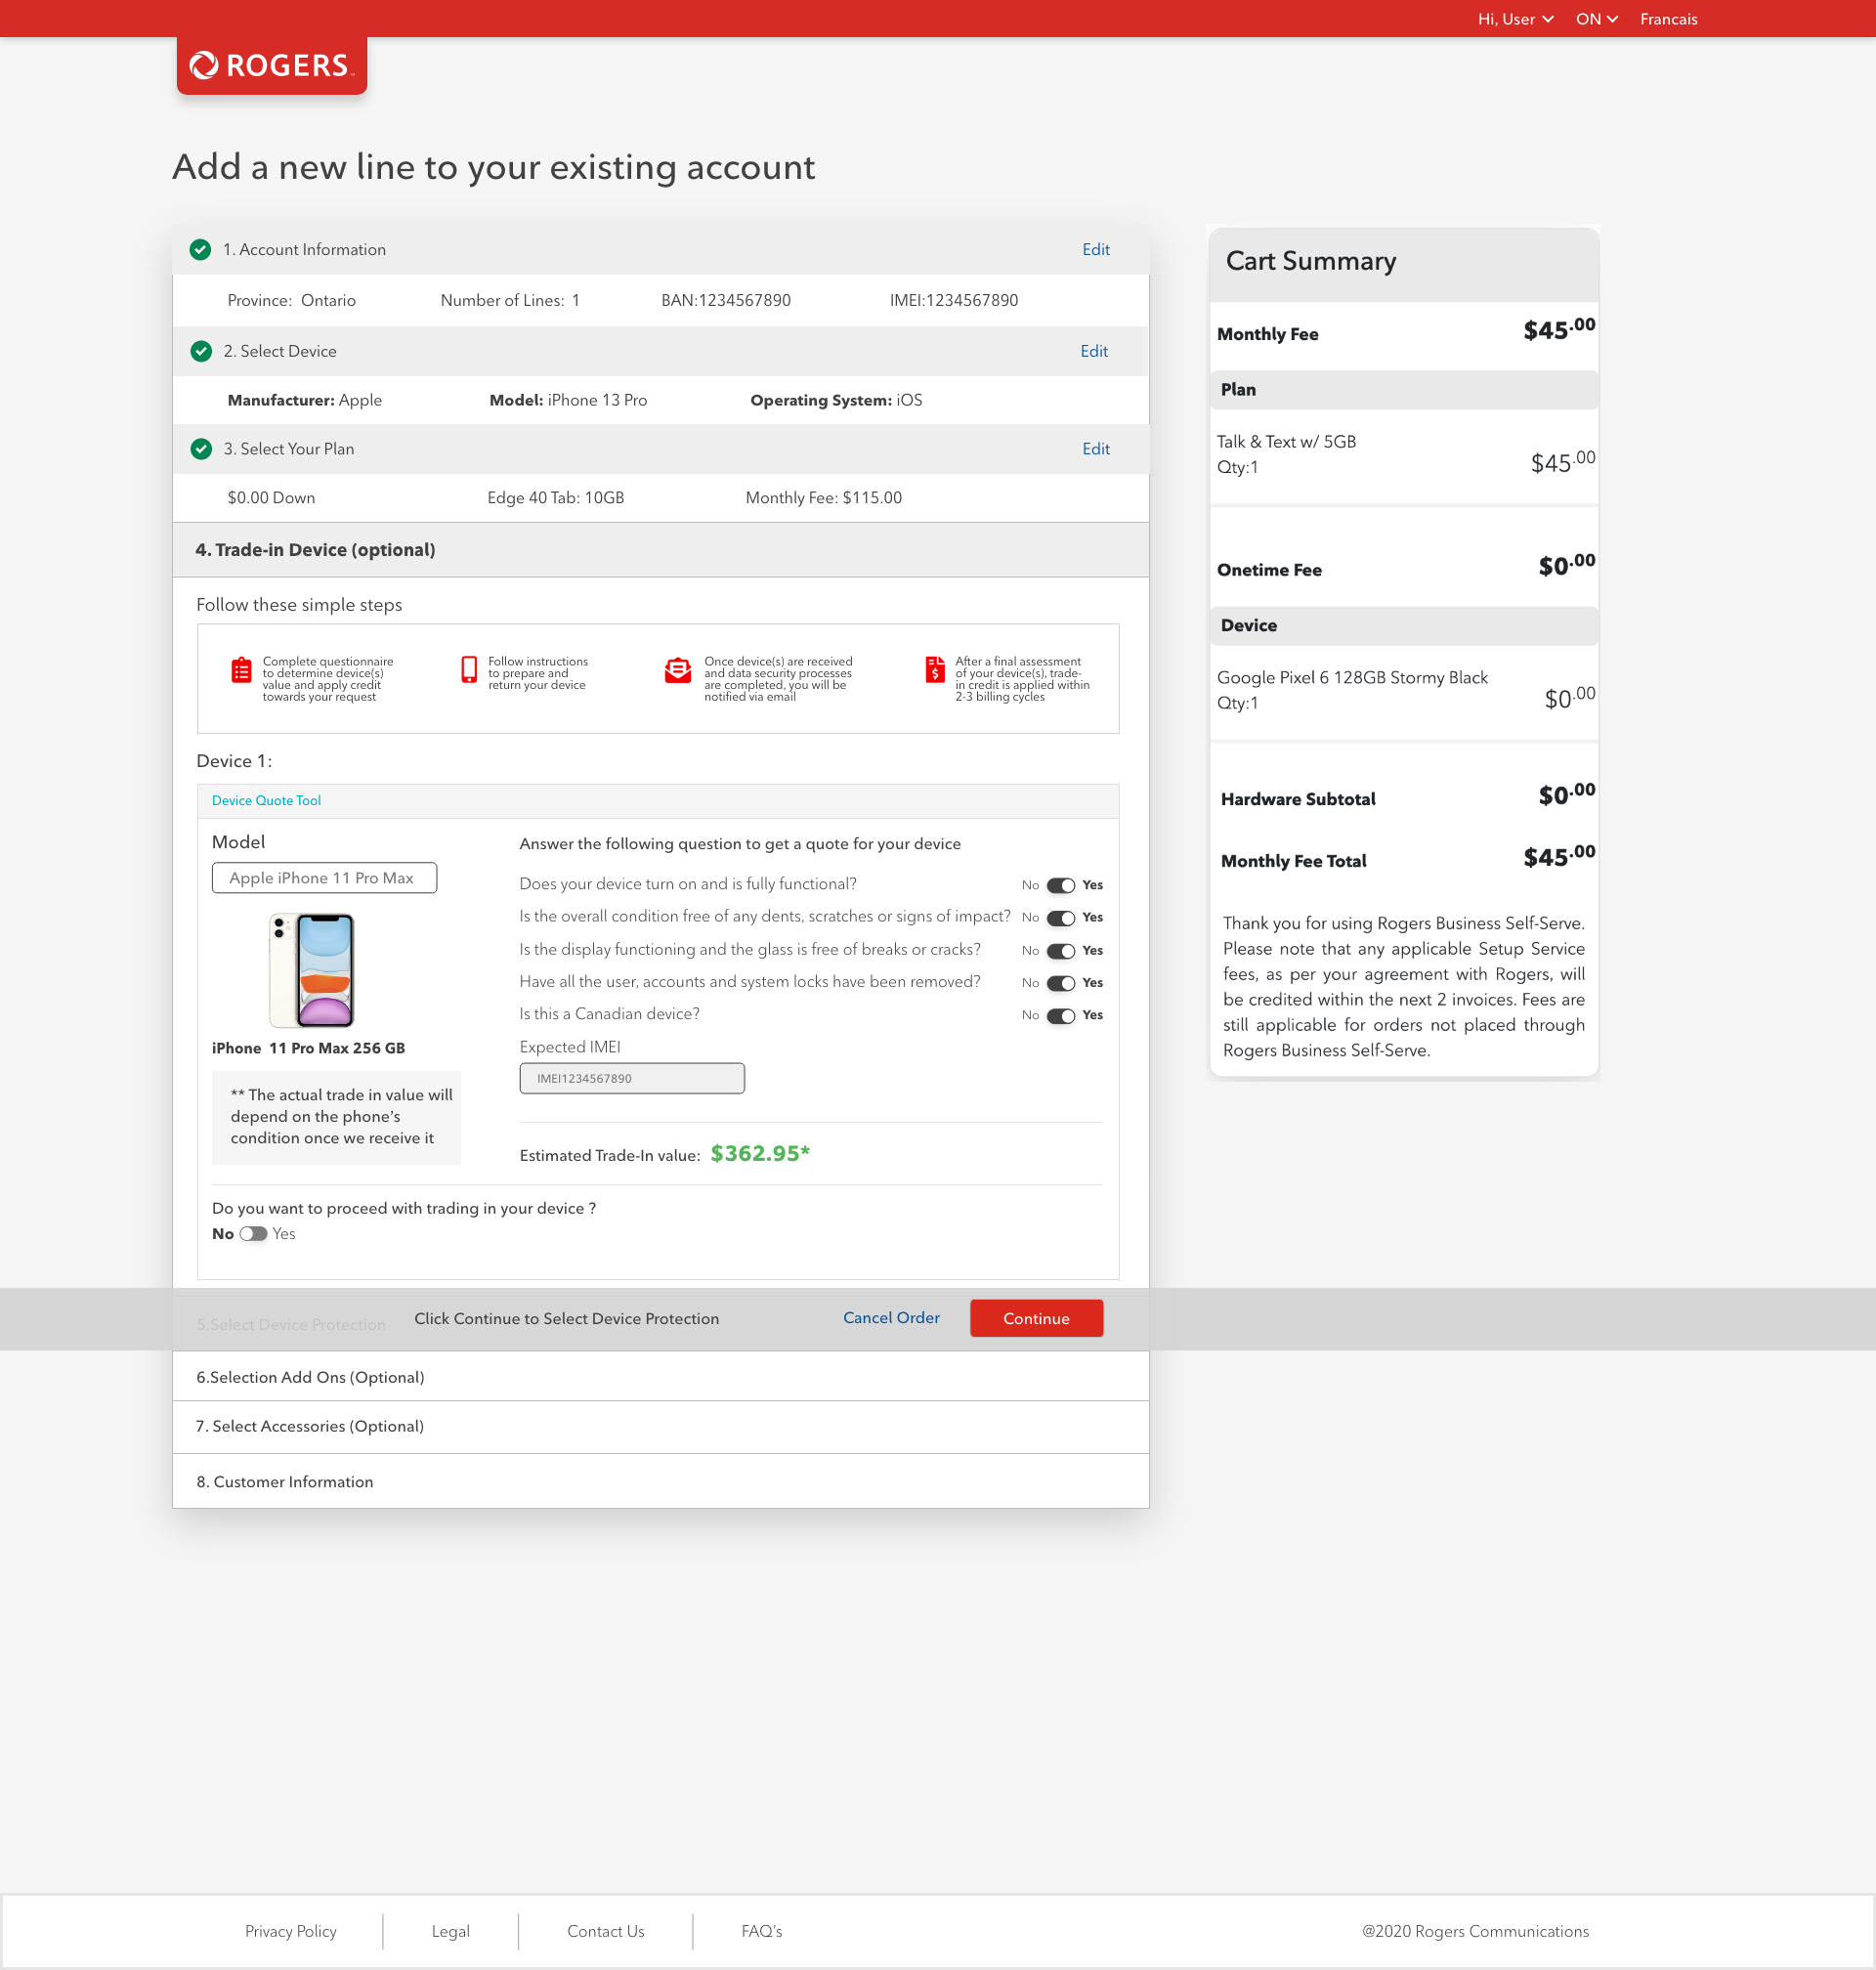 Hi, User
ON
Francais
ROGERS
Add a new line to your existing account
1. Account Information
Edit
Province: Ontario
Number of Lines: 1
BAN:1234567890
IMEI:1234567890
2. Select Device
Edit
Manufacturer: Apple
Model: iPhone 13 Pro
Operating System: iOS
3. Select Your Plan
Edit
$0.00 Down
Edge 40 Tab: 10GB
Monthly Fee: $115.00
4. Trade-in Device (optional)
Follow these simple steps
Complete questionnaire
to determine device(s)
value and apply credit
towards your request
Follow instructions
to prepare and
return your device
Once device(s) are received
and data security processes
are completed, you will be
notified via email
After a final assessment
of your device(s), trade-
in credit is applied within
2-3 billing cycles
Device 1:
Device Quote Tool
Model
Apple iPhone 11 Pro Max
iPhone 11 Pro Max 256 GB
** The actual trade in value will
depend on the phone's
condition once we receive it
Answer the following question to get a quote for your device
Does your device turn on and is fully functional?
No Yes
Is the overall condition free of any dents, scratches or signs of impact?
No Yes
Is the display functioning and the glass is free of breaks or cracks?
No Yes
Have all the user, accounts and system locks have been removed?
No Yes
Is this a Canadian device?
No Yes
Expected IMEI
IMEI1234567890
Estimated Trade-In value: $362.95*
Do you want to proceed with trading in your device ?
No Yes
5.Select Device Protection
Click Continue to Select Device Protection
Cancel Order
Continue
6.Selection Add Ons (Optional)
7. Select Accessories (Optional)
8. Customer Information
Cart Summary
Monthly Fee
$45.00
Plan
Talk & Text w/ 5GB
Qty:1
$45.00
Onetime Fee
$0.00
Device
Google Pixel 6 128GB Stormy Black
Qty:1
$0.00
Hardware Subtotal
$0.00
Monthly Fee Total
$45.00
Thank you for using Rogers Business Self-Serve.
Please note that any applicable Setup Service
fees, as per your agreement with Rogers, will
be credited within the next 2 invoices. Fees are
still applicable for orders not placed through
Rogers Business Self-Serve.
Privacy Policy
Legal
Contact Us
FAQ's
@2020 Rogers Communications